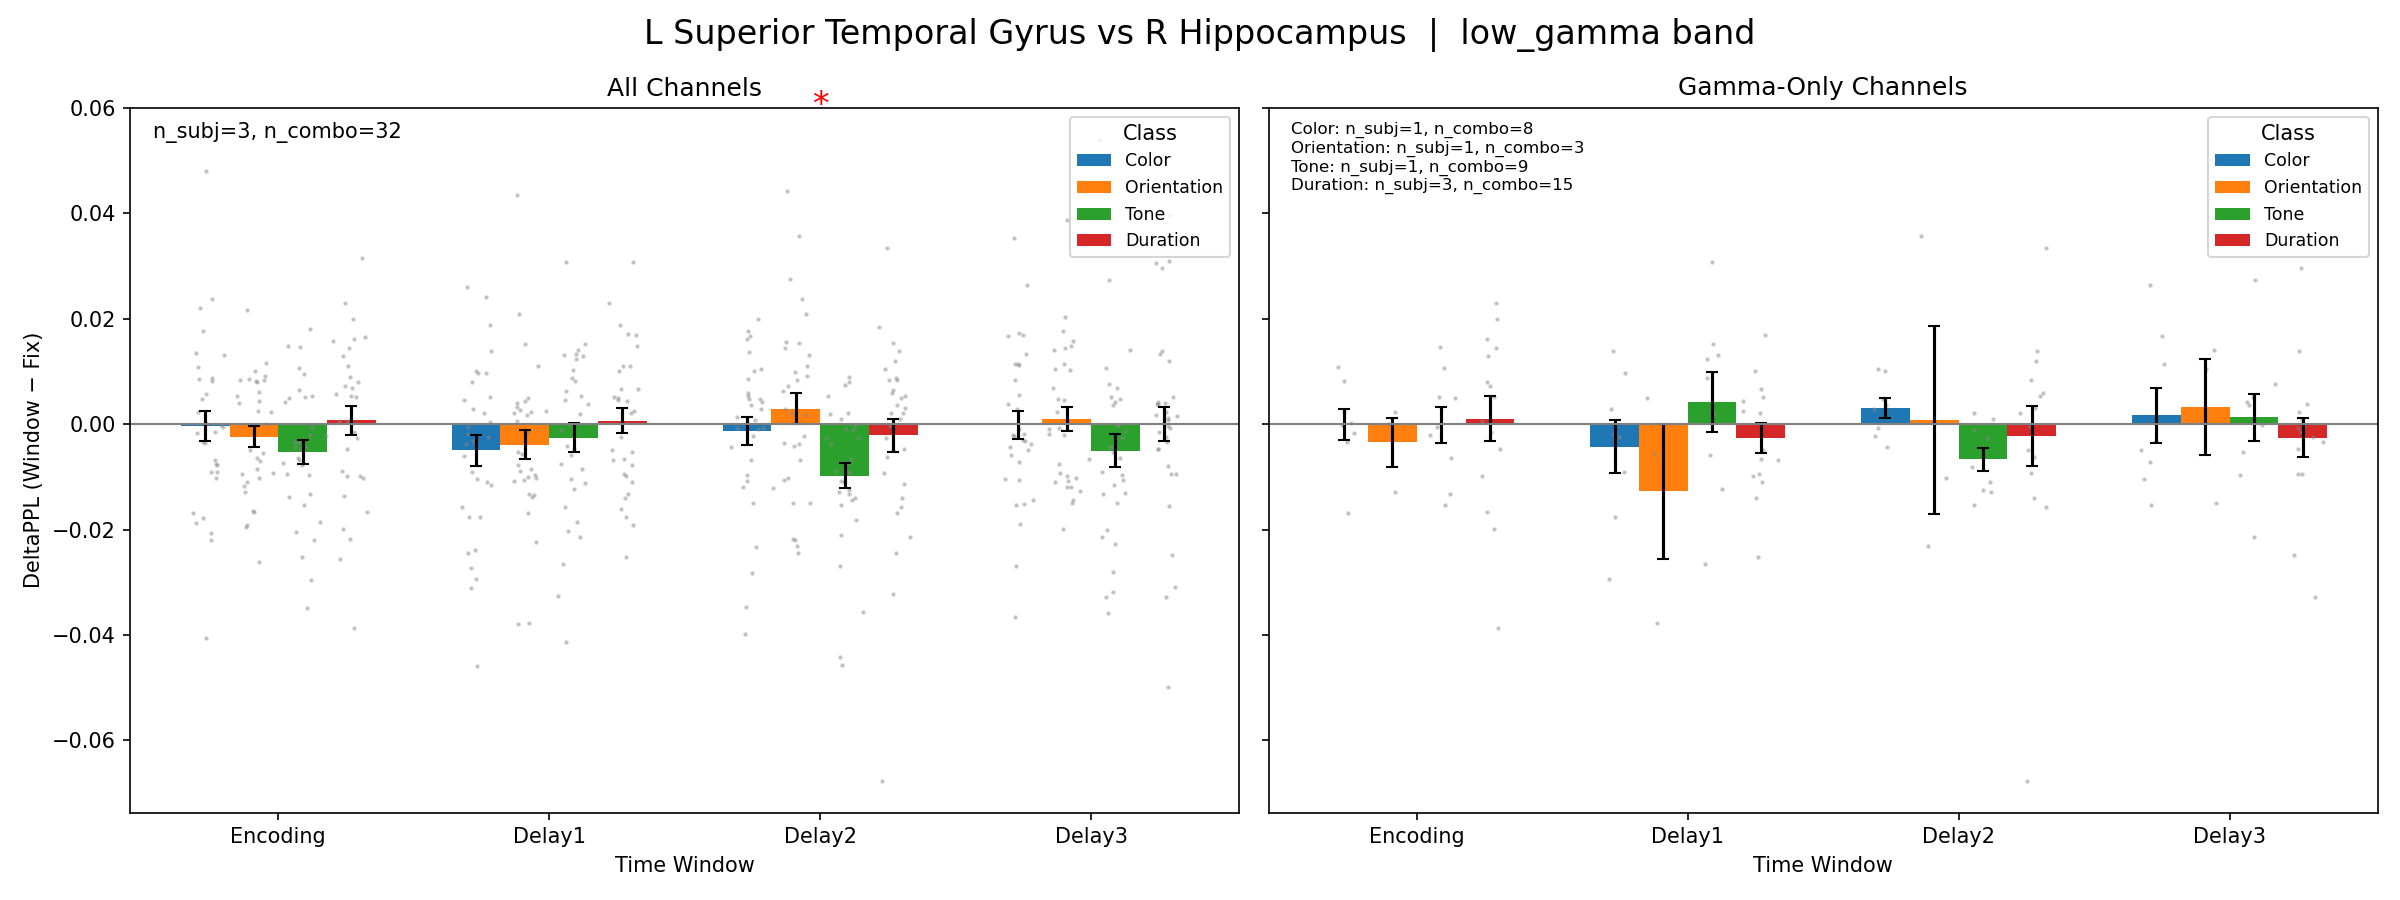 L Superior Temporal Gyrus vs R Hippocampus | low_gamma band
All Channels
*
n_subj=3, n_combo=32
Class
Color
Orientation
Tone
Duration
0.06
0.04
0.02
0.00
−0.02
−0.04
−0.06
DeltaPPL (Window − Fix)
Encoding
Delay1
Delay2
Delay3
Time Window
Gamma-Only Channels
Color: n_subj=1, n_combo=8
Orientation: n_subj=1, n_combo=3
Tone: n_subj=1, n_combo=9
Duration: n_subj=3, n_combo=15
Class
Color
Orientation
Tone
Duration
Encoding
Delay1
Delay2
Delay3
Time Window